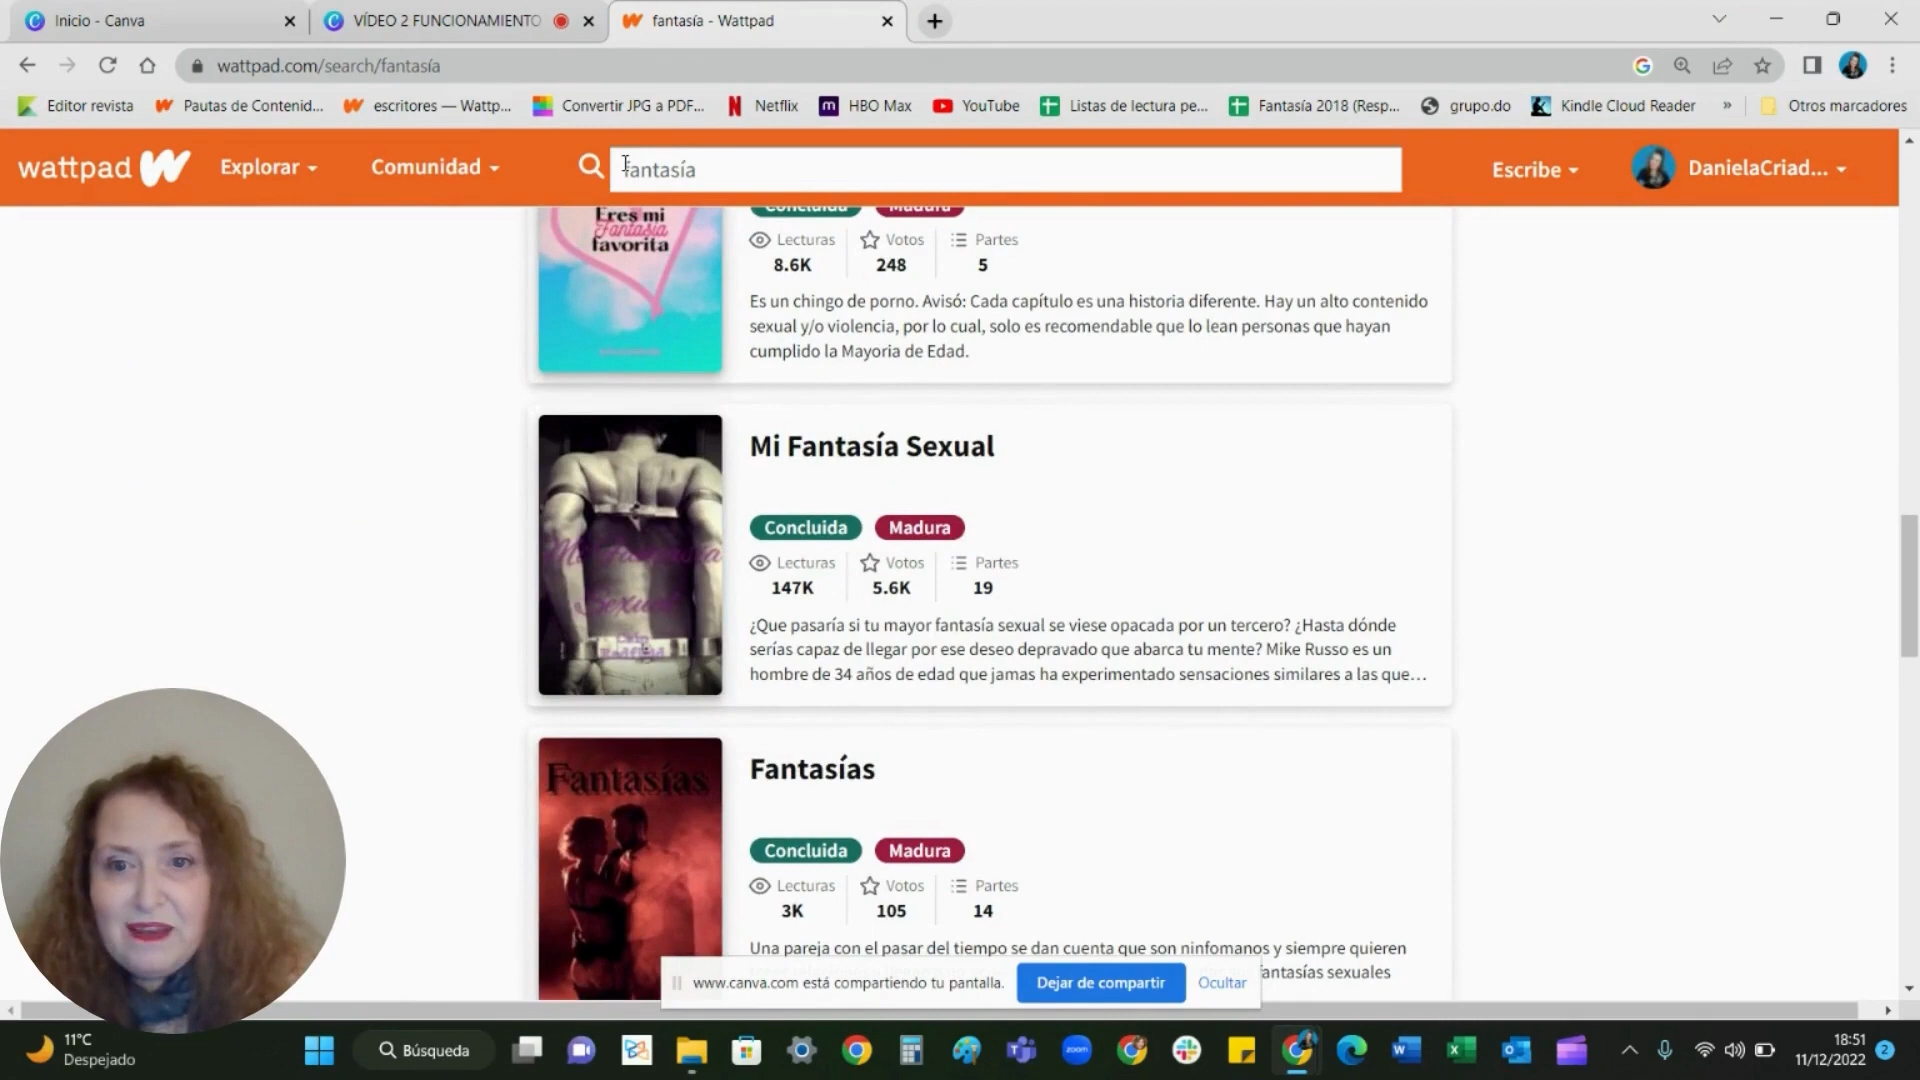 Inicio - Canva
VÍDEO 2 FUNCIONAMIENTO
fantasía - Wattpad
wattpad.com/search/fantasía
Editor revista
Pautas de Contenid...
escritores — Wattp...
Convertir JPG a PDF...
Netflix
HBO Max
YouTube
Listas de lectura pe...
Fantasía 2018 (Resp...
grupo.do
Kindle Cloud Reader
»
Otros marcadores
wattpad
Explorar
Comunidad
fantasía
Escribe
DanielaCriad...
Eres mi
Fantasía
favorita
Concluida Madura
Lecturas Votos Partes
8.6K 248 5
Es un chingo de porno. Avisó: Cada capítulo es una historia diferente. Hay un alto contenido
sexual y/o violencia, por lo cual, solo es recomendable que lo lean personas que hayan
cumplido la Mayoria de Edad.
Mi Fantasía
Sexual
Mi Fantasía Sexual
Concluida Madura
Lecturas Votos Partes
147K 5.6K 19
¿Que pasaría si tu mayor fantasía sexual se viese opacada por un tercero? ¿Hasta dónde
serías capaz de llegar por ese deseo depravado que abarca tu mente? Mike Russo es un
hombre de 34 años de edad que jamas ha experimentado sensaciones similares a las que...
Fantasías
Fantasías
Concluida Madura
Lecturas Votos Partes
3K 105 14
Una pareja con el pasar del tiempo se dan cuenta que son ninfomanos y siempre quieren
fantasías sexuales
www.canva.com está compartiendo tu pantalla.
Dejar de compartir
Ocultar
11°C
Despejado
Búsqueda
zoom
18:51
11/12/2022
2